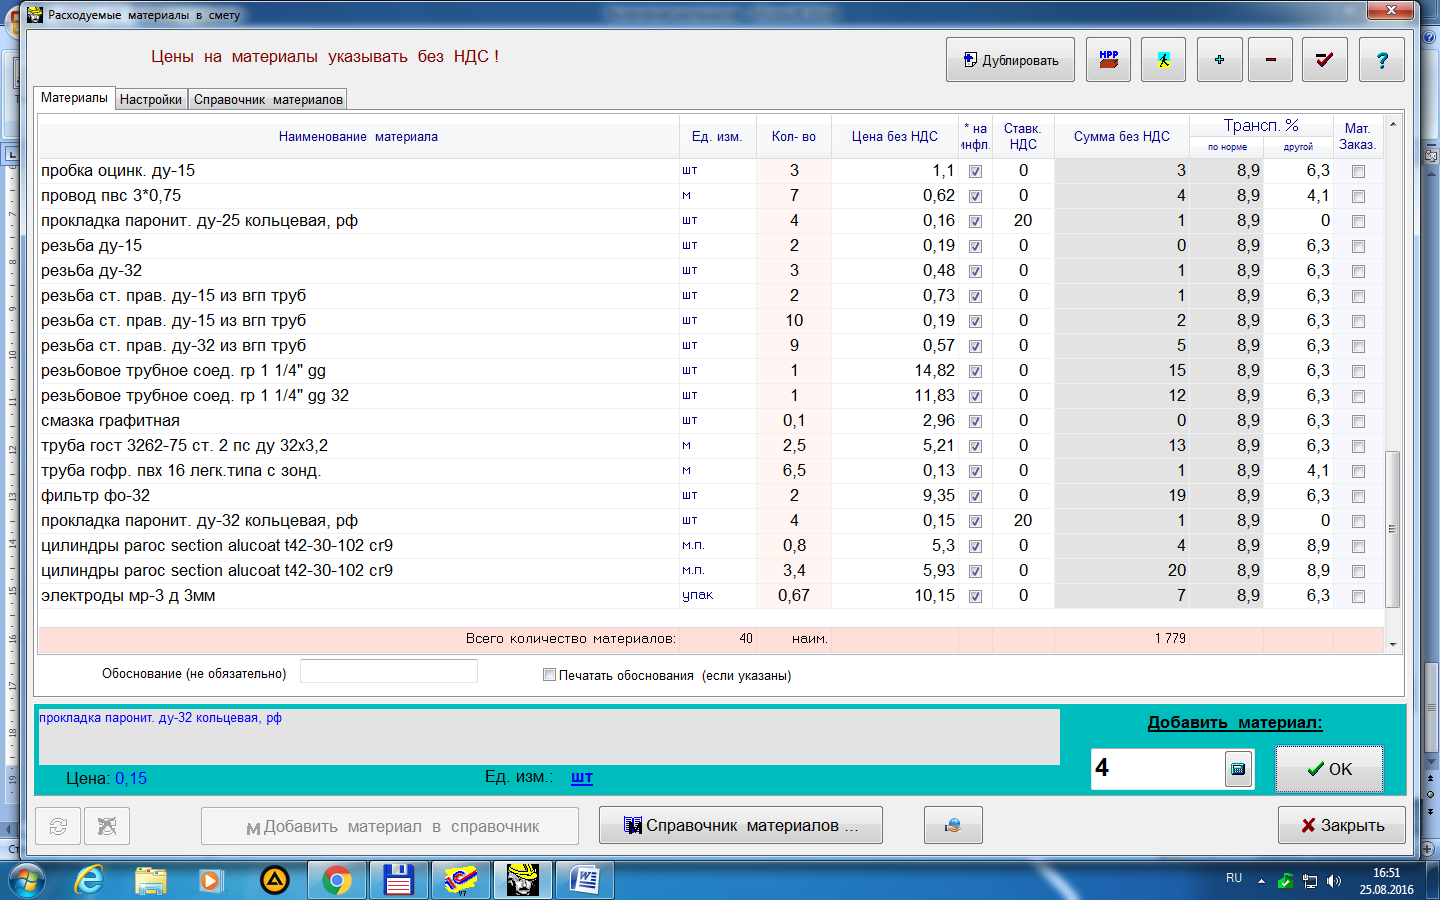 Расходуемые материалы в смету
Цены на материалы указывать без НДС !
Дублировать
НРР
+
−
?
Материалы
Настройки
Справочник материалов
Наименование материала Ед. изм. Кол- во Цена без НДС * на инфл. Ставк. НДС Сумма без НДС Трансп. % Мат. Заказ.
по норме другой
пробка оцинк. ду-15 шт 3 1,1 0 3 8,9 6,3
провод пвс 3*0,75 м 7 0,62 0 4 8,9 4,1
прокладка паронит. ду-25 кольцевая, рф шт 4 0,16 20 1 8,9 0
резьба ду-15 шт 2 0,19 0 0 8,9 6,3
резьба ду-32 шт 3 0,48 0 1 8,9 6,3
резьба ст. прав. ду-15 из вгп труб шт 2 0,73 0 1 8,9 6,3
резьба ст. прав. ду-15 из вгп труб шт 10 0,19 0 2 8,9 6,3
резьба ст. прав. ду-32 из вгп труб шт 9 0,57 0 5 8,9 6,3
резьбовое трубное соед. rp 1 1/4" gg шт 1 14,82 0 15 8,9 6,3
резьбовое трубное соед. rp 1 1/4" gg 32 шт 1 11,83 0 12 8,9 6,3
смазка графитная шт 0,1 2,96 0 0 8,9 6,3
труба гост 3262-75 ст. 2 пс ду 32х3,2 м 2,5 5,21 0 13 8,9 6,3
труба гофр. пвх 16 легк.типа с зонд. м 6,5 0,13 0 1 8,9 4,1
фильтр фо-32 шт 2 9,35 0 19 8,9 6,3
прокладка паронит. ду-32 кольцевая, рф шт 4 0,15 20 1 8,9 0
цилиндры paroc section alucoat t42-30-102 cr9 м.п. 0,8 5,3 0 4 8,9 8,9
цилиндры paroc section alucoat t42-30-102 cr9 м.п. 3,4 5,93 0 20 8,9 8,9
электроды мр-3 д 3мм упак 0,67 10,15 0 7 8,9 6,3
Всего количество материалов: 40 наим. 1 779
Обоснование (не обязательно)
Печатать обоснования (если указаны)
прокладка паронит. ду-32 кольцевая, рф
Добавить материал:
Цена: 0,15
Ед. изм.: шт
4
OK
М Добавить материал в справочник
Справочник материалов ...
Закрыть
RU
16:51
25.08.2016